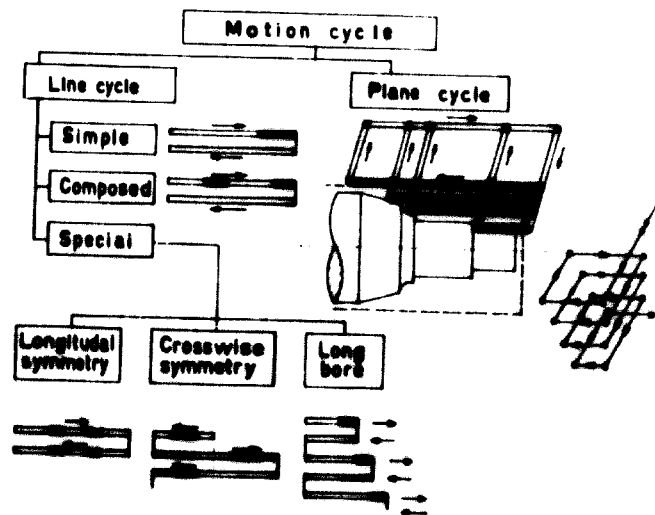 Motion cycle
Line cycle
Plane cycle
Simple
Composed
Special
Longitudal
symmetry
Crosswise
symmetry
Long
bore